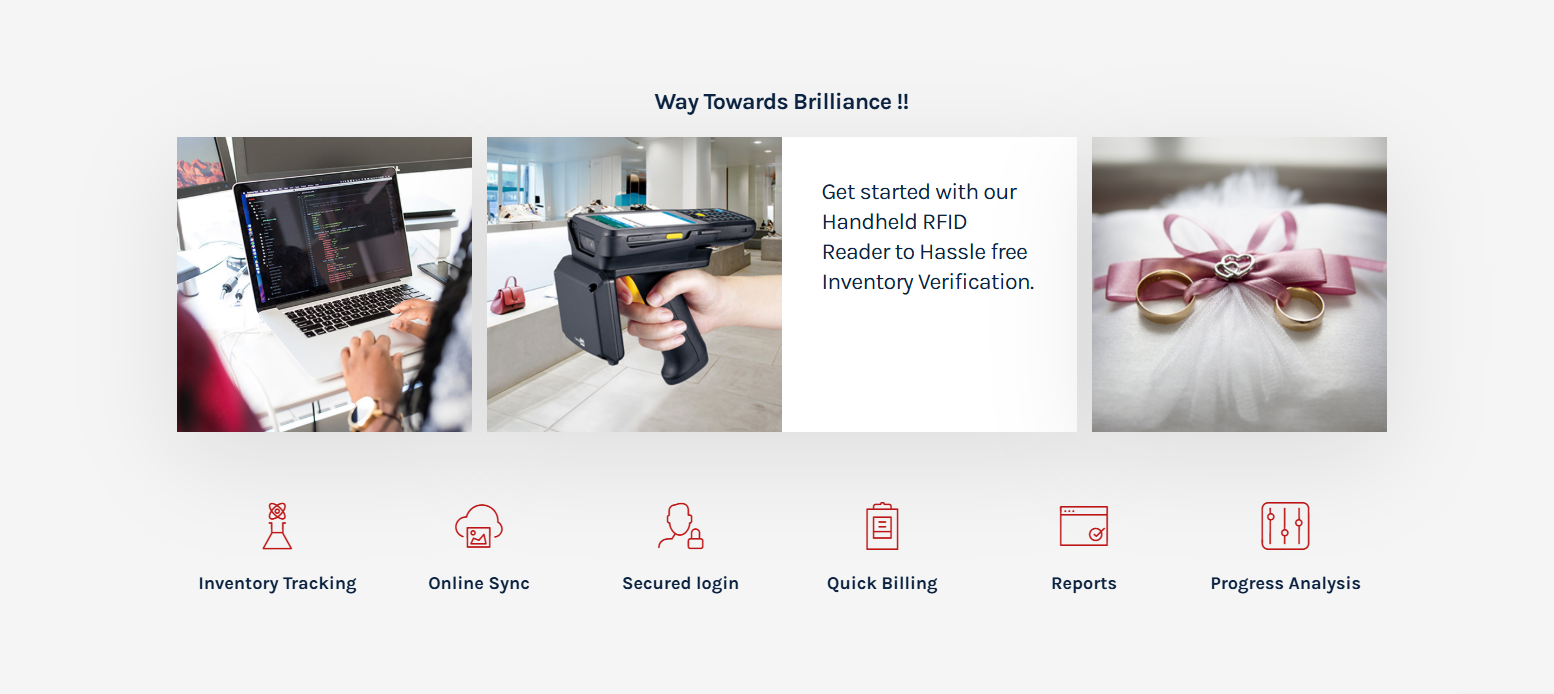 Way Towards Brilliance !!
Get started with our
Handheld RFID
Reader to Hassle free
Inventory Verification.
Inventory Tracking
Online Sync
Secured login
Quick Billing
Reports
Progress Analysis